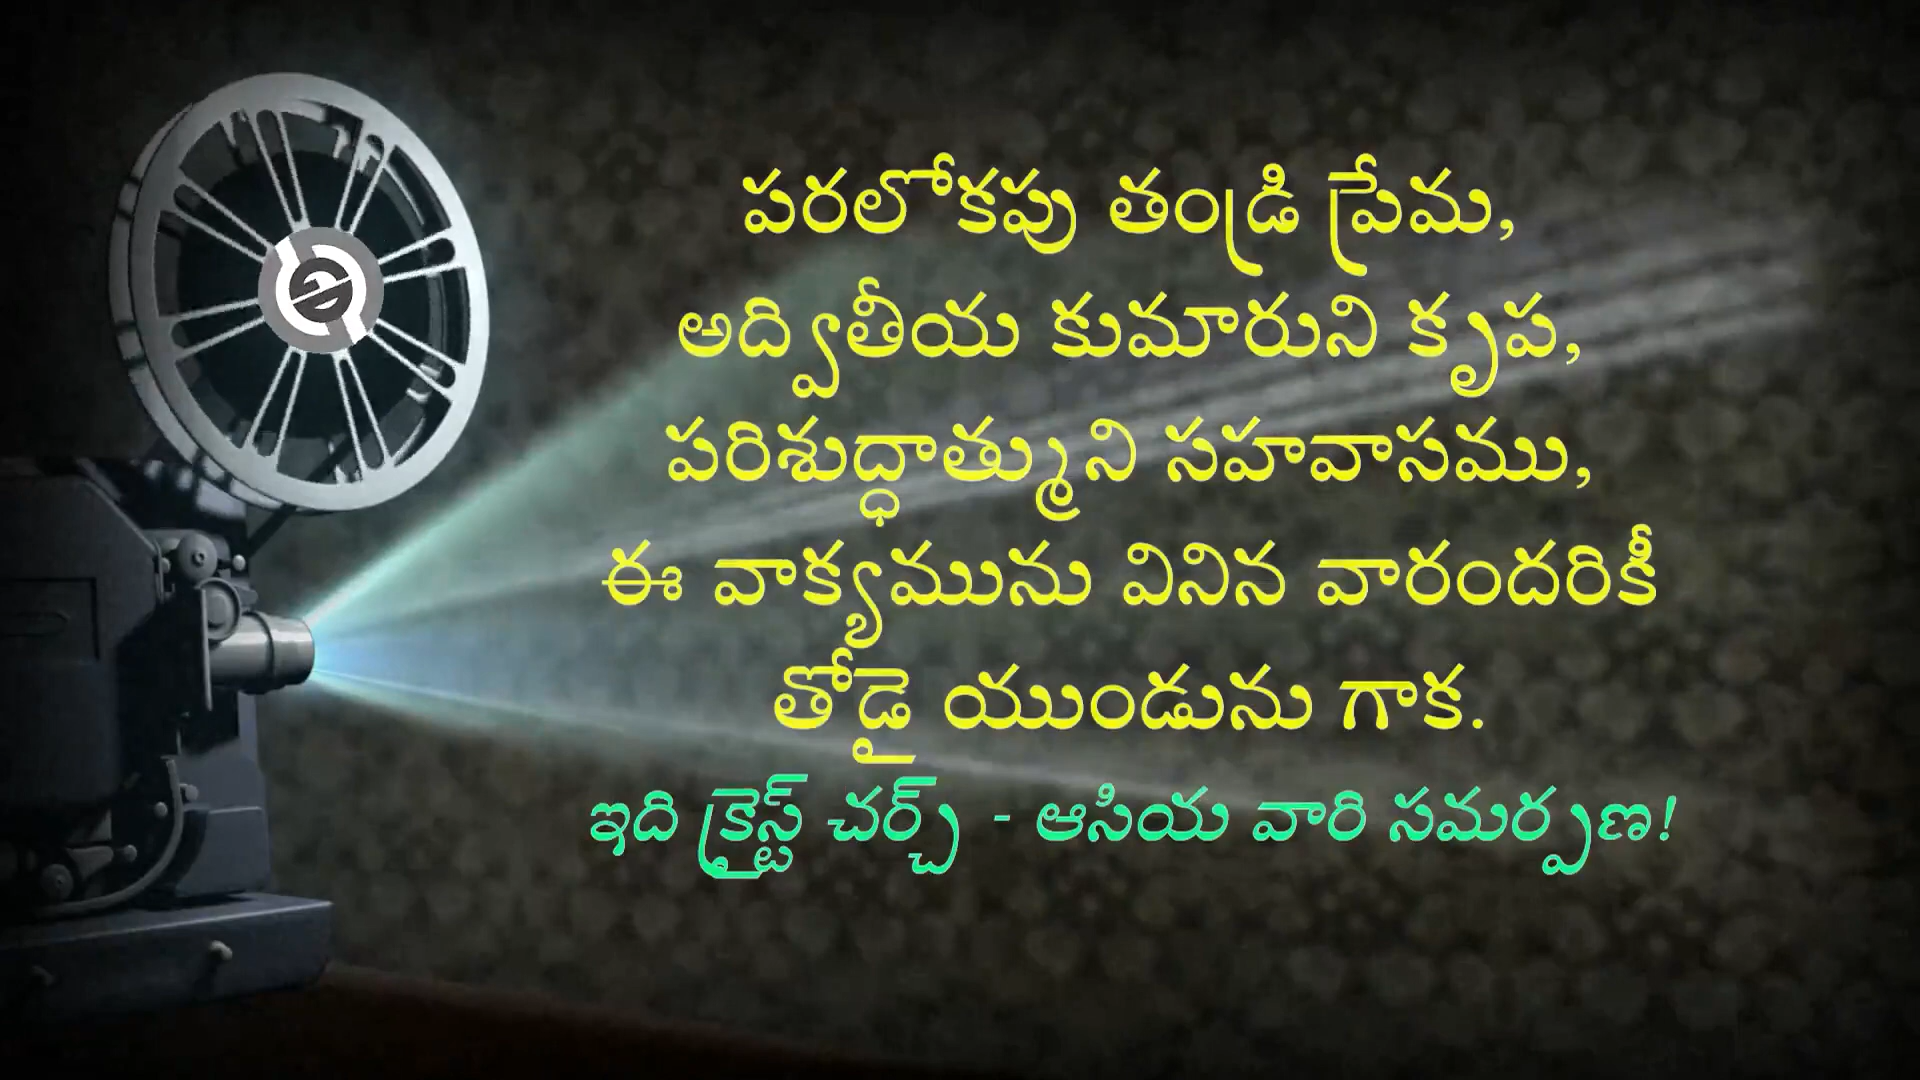 పరలోకపు తండ్రి ప్రేమ,
అద్వితీయ కుమారుని కృప,
పరిశుద్ధాత్ముని సహవాసము,
ఈ వాక్యమును వినిన వారందరికీ
తోడై యుండును గాక.
ఇది క్రైస్ట్ చర్చ్ - ఆసియ వారి సమర్పణ!